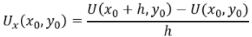 U_x(x_0, y_0) = \frac{U(x_0 + h, y_0) - U(x_0, y_0)}{h}